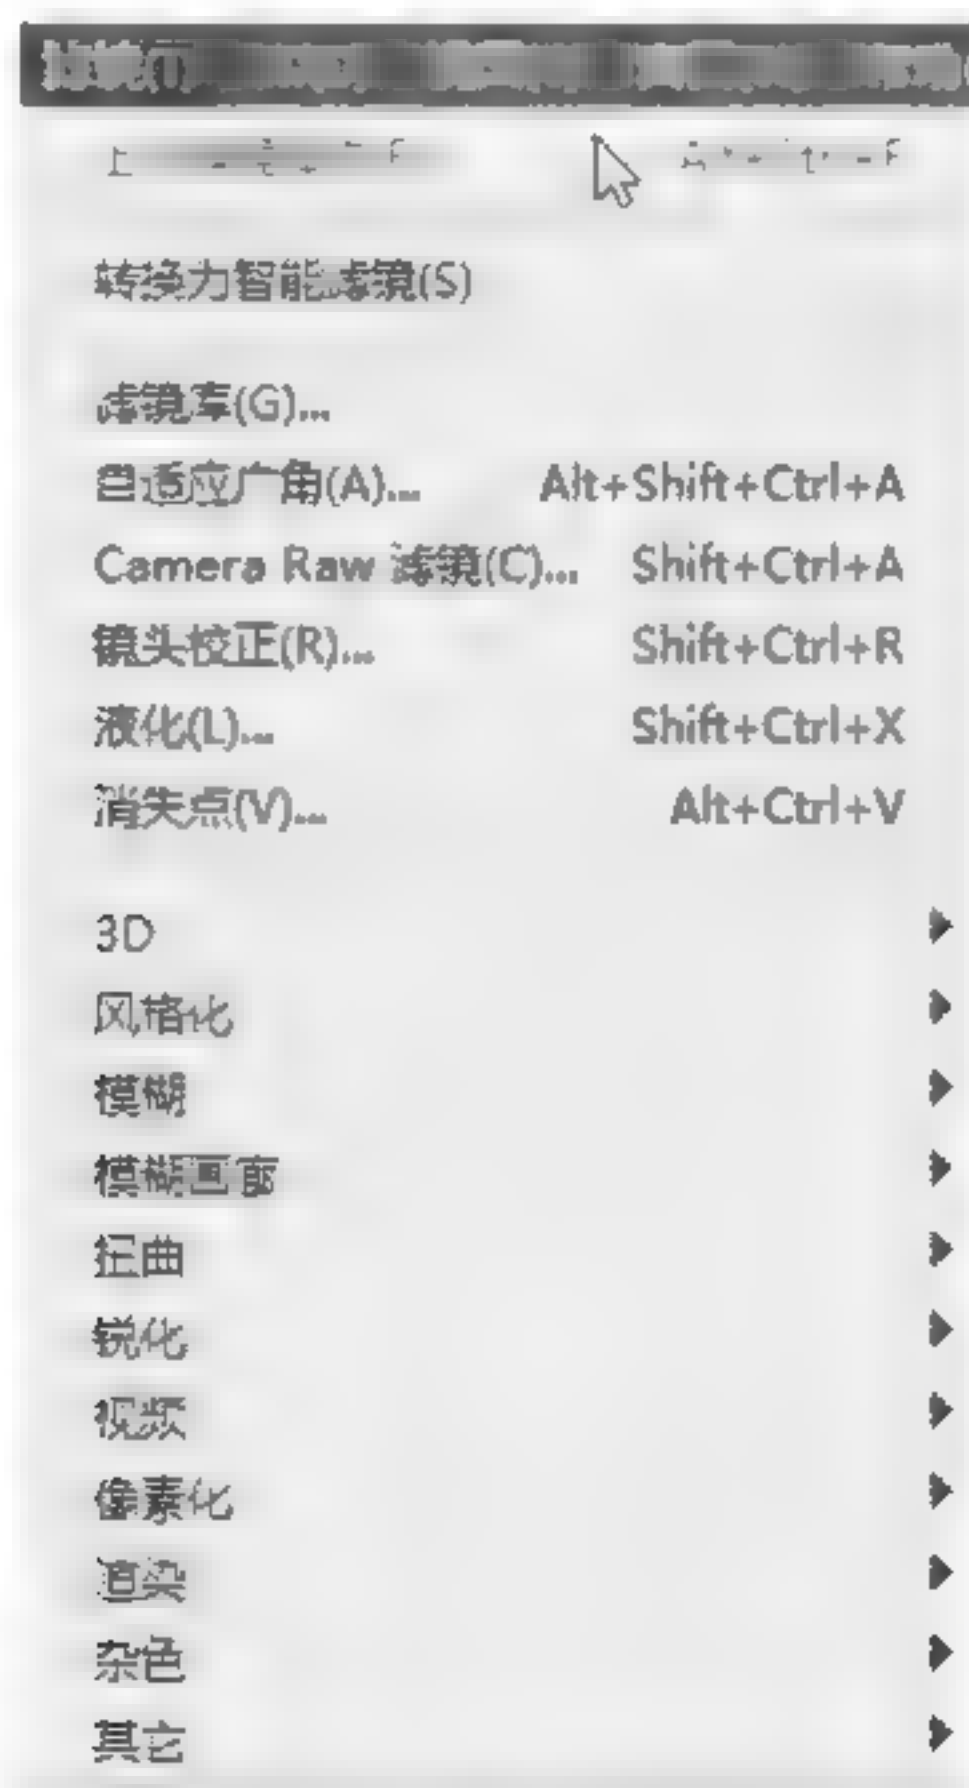 转换为智能滤镜(S)
滤镜库(G)...
自适应广角(A)... Alt+Shift+Ctrl+A
Camera Raw 滤镜(C)... Shift+Ctrl+A
镜头校正(R)... Shift+Ctrl+R
液化(L)... Shift+Ctrl+X
消失点(V)... Alt+Ctrl+V
3D
风格化
模糊
模糊画廊
扭曲
锐化
视频
像素化
渲染
杂色
其它